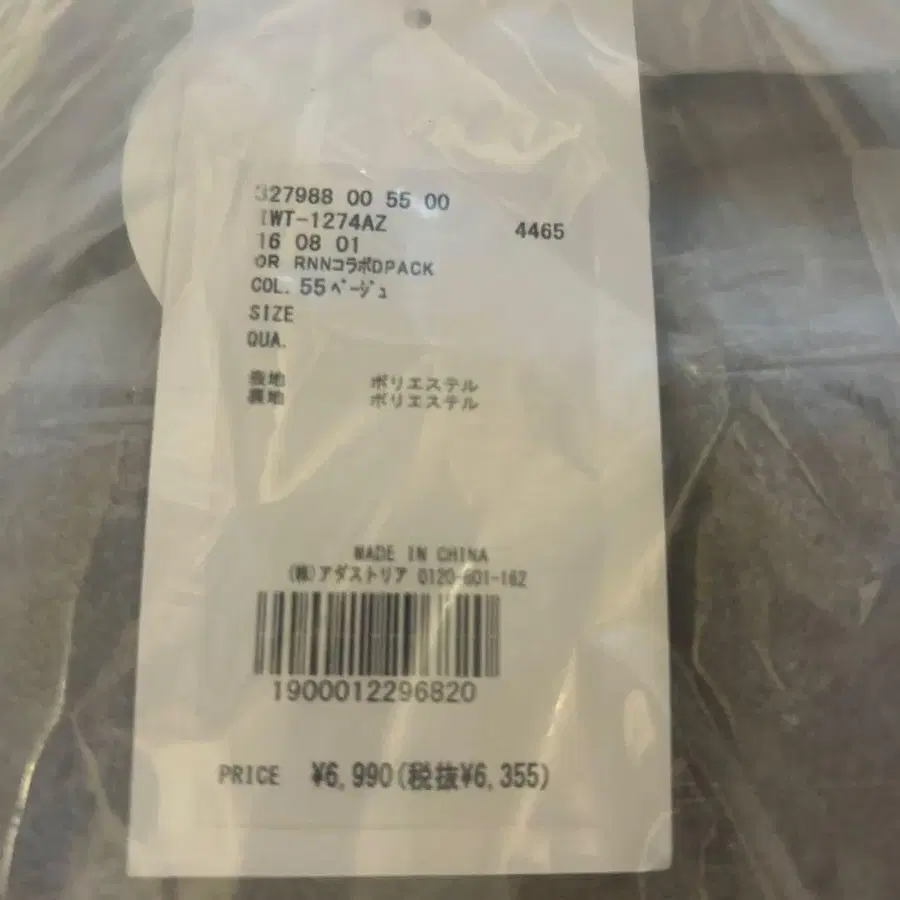 327988 00 55 00
IWT-1274AZ 4465
16 08 01
OR RNNコラボDPACK
COL. 55ベージュ
SIZE
QUA.
表地 ポリエステル
裏地 ポリエステル
MADE IN CHINA
(株)アダストリア 0120-601-162
1900012296820
PRICE ¥6,990(税抜¥6,355)